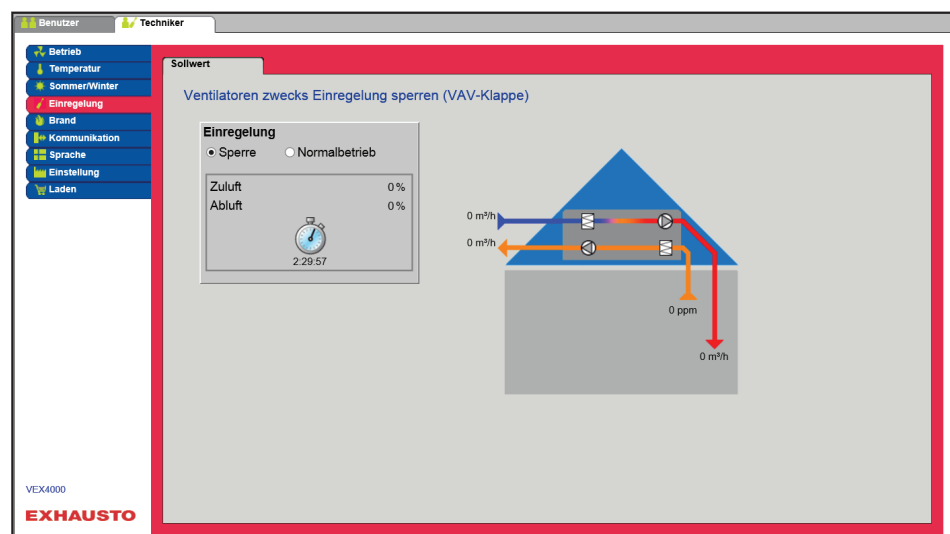 Benutzer
Techniker
Betrieb
Temperatur
Sommer/Winter
Einregelung
Brand
Kommunikation
Sprache
Einstellung
Laden
Sollwert
Ventilatoren zwecks Einregelung sperren (VAV-Klappe)
Einregelung
Sperre Normalbetrieb
Zuluft 0 %
Abluft 0 %
2:29:57
0 m³/h
0 m³/h
0 ppm
0 m³/h
VEX4000
EXHAUSTO